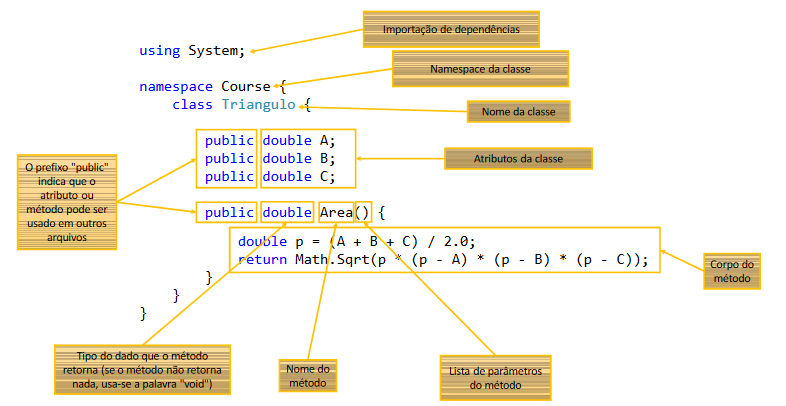 Importação de dependências
using System;
Namespace da classe
namespace Course {
class Triangulo {
Nome da classe
public double A;
public double B;
public double C;
Atributos da classe
O prefixo "public"
indica que o
atributo ou
método pode ser
usado em outros
arquivos
public double Area() {
double p = (A + B + C) / 2.0;
return Math.Sqrt(p * (p - A) * (p - B) * (p - C));
Corpo do
método
}
}
}
Tipo do dado que o método
retorna (se o método não retorna
nada, usa-se a palavra "void")
Nome do
método
Lista de parâmetros
do método